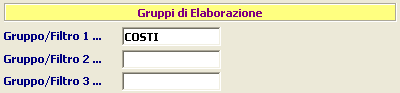 Gruppi di Elaborazione
Gruppo/Filtro 1 ... COSTI
Gruppo/Filtro 2 ...
Gruppo/Filtro 3 ...